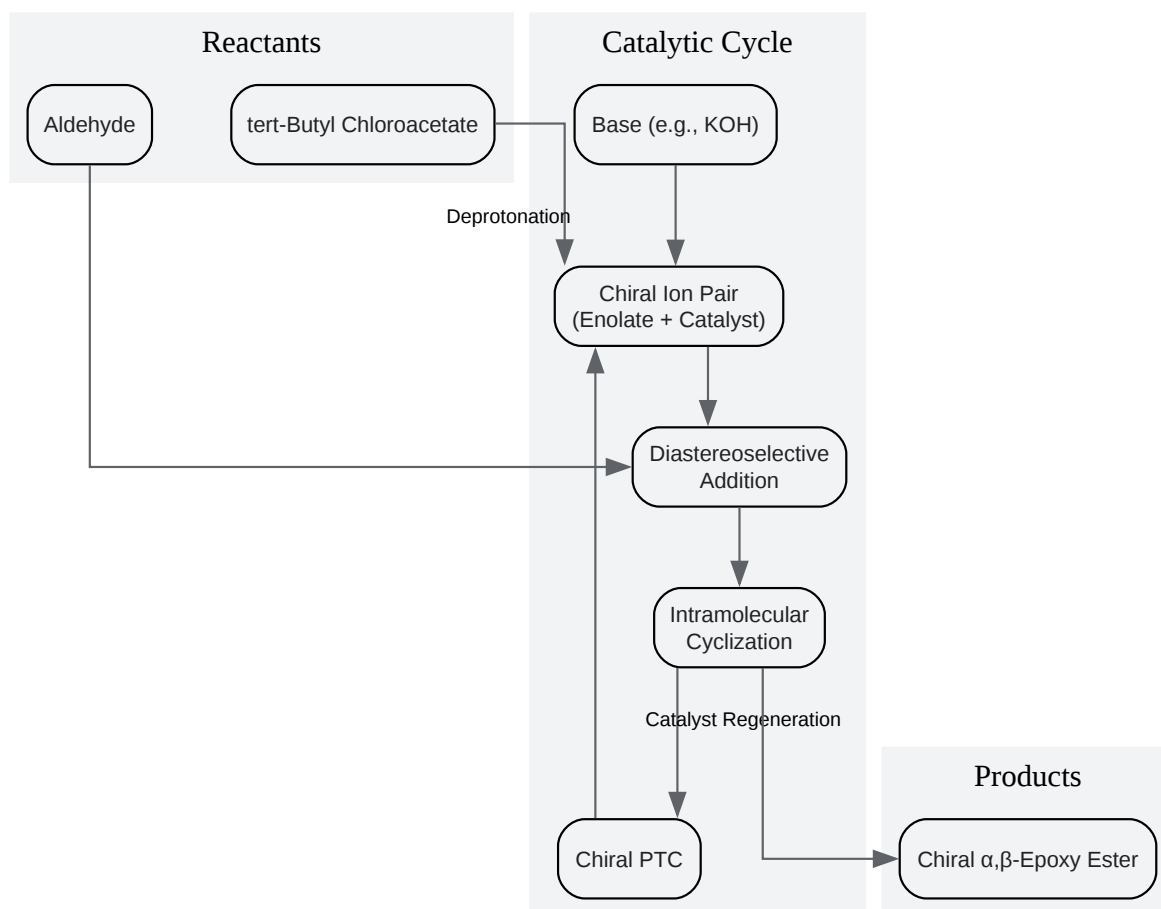 Reactants
Catalytic Cycle
Aldehyde
tert-Butyl Chloroacetate
Base (e.g., KOH)
Deprotonation
Chiral Ion Pair
(Enolate + Catalyst)
Diastereoselective
Addition
Intramolecular
Cyclization
Catalyst Regeneration
Products
Chiral PTC
Chiral α,β-Epoxy Ester